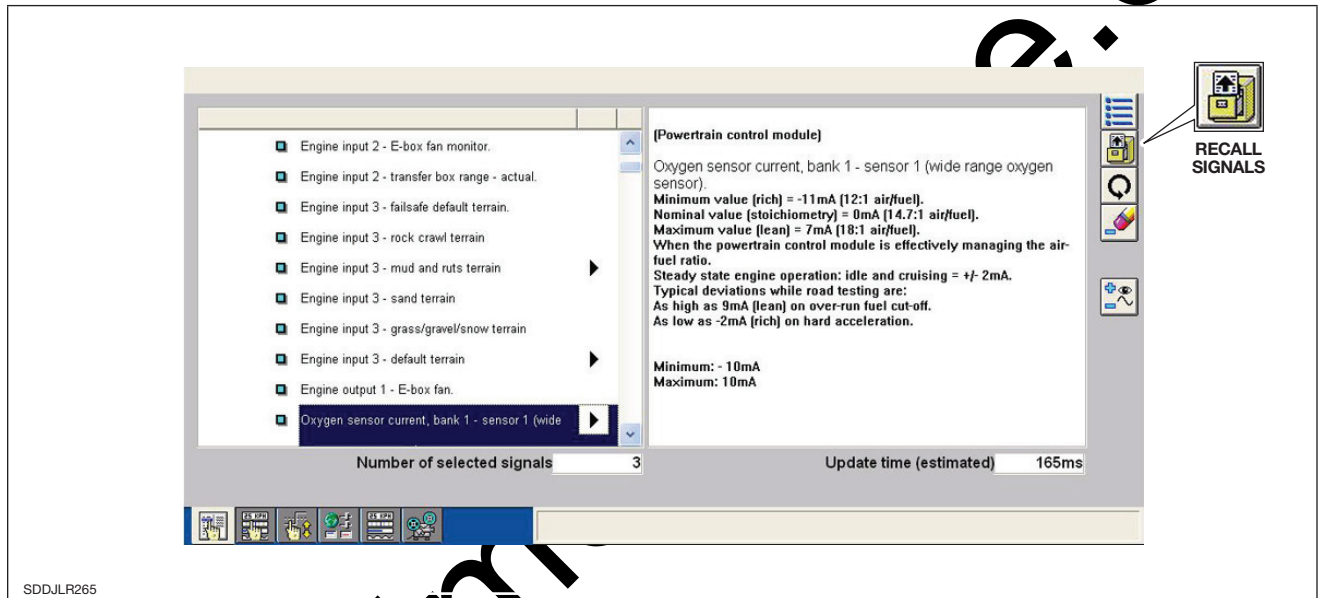 Engine input 2 - E-box fan monitor.
Engine input 2 - transfer box range - actual.
Engine input 3 - failsafe default terrain.
Engine input 3 - rock crawl terrain
Engine input 3 - mud and ruts terrain
Engine input 3 - sand terrain
Engine input 3 - grass/gravel/snow terrain
Engine input 3 - default terrain
Engine output 1 - E-box fan.
Oxygen sensor current, bank 1 - sensor 1 (wide
Number of selected signals 3
(Powertrain control module)
Oxygen sensor current, bank 1 - sensor 1 (wide range oxygen
sensor).
Minimum value (rich) = -11mA (12:1 air/fuel).
Nominal value (stoichiometry) = 0mA (14.7:1 air/fuel).
Maximum value (lean) = 7mA (18:1 air/fuel).
When the powertrain control module is effectively managing the air-
fuel ratio.
Steady state engine operation: idle and cruising = +/- 2mA.
Typical deviations while road testing are:
As high as 9mA (lean) on over-run fuel cut-off.
As low as -2mA (rich) on hard acceleration.
Minimum: - 10mA
Maximum: 10mA
Update time (estimated) 165ms
RECALL
SIGNALS
SDDJLR265